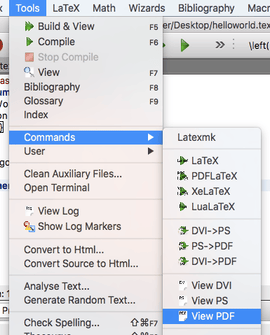 Tools LaTeX Math Wizards Bibliography Macro
er/Desktop/helloworld.tex
Build & View F5
Compile F6
Stop Compile
View F7
Bibliography F8
Glossary F9
Index
Commands
User
Clean Auxiliary Files...
Open Terminal
View Log
Show Log Markers
Convert to Html...
Convert Source to Html...
Analyse Text...
Generate Random Text...
Check Spelling... ⇧⌘F7
\left(
Latexmk
LaTeX
PDFLaTeX
XeLaTeX
LuaLaTeX
DVI->PS
PS->PDF
DVI->PDF
View DVI
View PS
View PDF